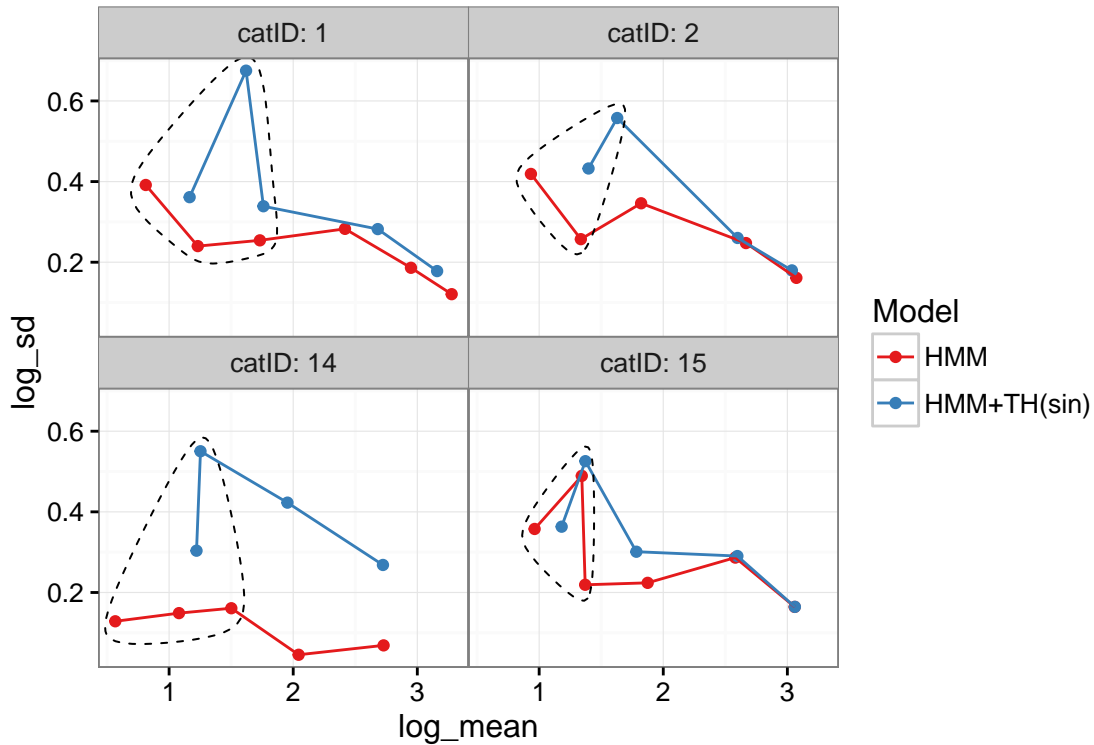 catID: 1
catID: 2
0.6
0.4
0.2
log_sd
catID: 14
catID: 15
0.6
0.4
0.2
1
2
3
1
2
3
log_mean
Model
HMM
HMM+TH(sin)